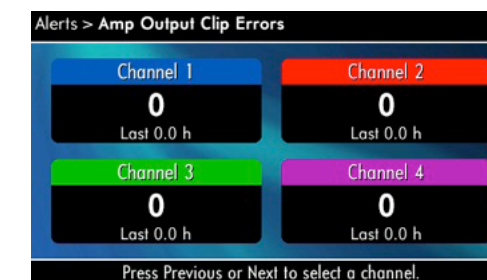 Alerts > Amp Output Clip Errors
Channel 1
0
Last 0.0 h
Channel 2
0
Last 0.0 h
Channel 3
0
Last 0.0 h
Channel 4
0
Last 0.0 h
Press Previous or Next to select a channel.